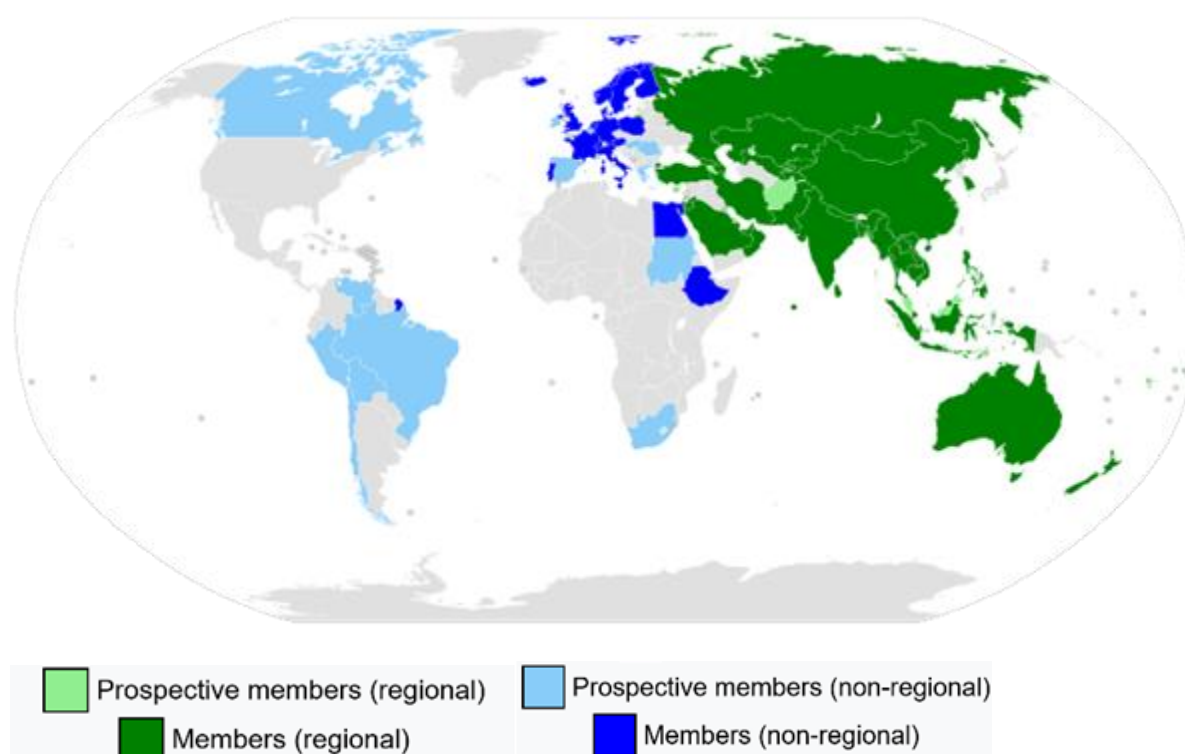 Prospective members (regional)
Prospective members (non-regional)
Members (regional)
Members (non-regional)